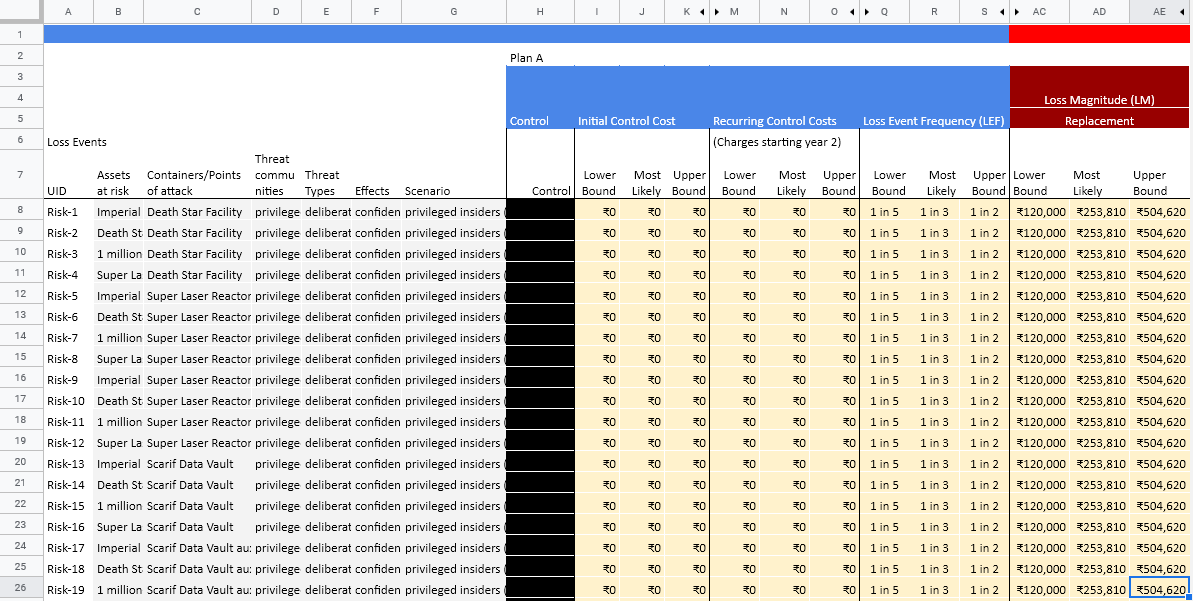 A B C D E F G H I J K M N O Q R S AC AD AE
1
2 Plan A
3
4 Loss Magnitude (LM)
5 Control Initial Control Cost Recurring Control Costs Loss Event Frequency (LEF) Replacement
6 Loss Events (Charges starting year 2)
7 UID Assets at risk Containers/Points of attack Threat commu nities Threat Types Effects Scenario Control Lower Bound Most Likely Upper Bound Lower Bound Most Likely Upper Bound Lower Bound Most Likely Upper Bound Lower Bound Most Likely Upper Bound
8 Risk-1 Imperial Death Star Facility privilege deliberat confiden privileged insiders ( ₹0 ₹0 ₹0 ₹0 ₹0 ₹0 1 in 5 1 in 3 1 in 2 ₹120,000 ₹253,810 ₹504,620
9 Risk-2 Death St Death Star Facility privilege deliberat confiden privileged insiders ( ₹0 ₹0 ₹0 ₹0 ₹0 ₹0 1 in 5 1 in 3 1 in 2 ₹120,000 ₹253,810 ₹504,620
10 Risk-3 1 million Death Star Facility privilege deliberat confiden privileged insiders ( ₹0 ₹0 ₹0 ₹0 ₹0 ₹0 1 in 5 1 in 3 1 in 2 ₹120,000 ₹253,810 ₹504,620
11 Risk-4 Super La Death Star Facility privilege deliberat confiden privileged insiders ( ₹0 ₹0 ₹0 ₹0 ₹0 ₹0 1 in 5 1 in 3 1 in 2 ₹120,000 ₹253,810 ₹504,620
12 Risk-5 Imperial Super Laser Reactor privilege deliberat confiden privileged insiders ( ₹0 ₹0 ₹0 ₹0 ₹0 ₹0 1 in 5 1 in 3 1 in 2 ₹120,000 ₹253,810 ₹504,620
13 Risk-6 Death St Super Laser Reactor privilege deliberat confiden privileged insiders ( ₹0 ₹0 ₹0 ₹0 ₹0 ₹0 1 in 5 1 in 3 1 in 2 ₹120,000 ₹253,810 ₹504,620
14 Risk-7 1 million Super Laser Reactor privilege deliberat confiden privileged insiders ( ₹0 ₹0 ₹0 ₹0 ₹0 ₹0 1 in 5 1 in 3 1 in 2 ₹120,000 ₹253,810 ₹504,620
15 Risk-8 Super La Super Laser Reactor privilege deliberat confiden privileged insiders ( ₹0 ₹0 ₹0 ₹0 ₹0 ₹0 1 in 5 1 in 3 1 in 2 ₹120,000 ₹253,810 ₹504,620
16 Risk-9 Imperial Super Laser Reactor privilege deliberat confiden privileged insiders ( ₹0 ₹0 ₹0 ₹0 ₹0 ₹0 1 in 5 1 in 3 1 in 2 ₹120,000 ₹253,810 ₹504,620
17 Risk-10 Death St Super Laser Reactor privilege deliberat confiden privileged insiders ( ₹0 ₹0 ₹0 ₹0 ₹0 ₹0 1 in 5 1 in 3 1 in 2 ₹120,000 ₹253,810 ₹504,620
18 Risk-11 1 million Super Laser Reactor privilege deliberat confiden privileged insiders ( ₹0 ₹0 ₹0 ₹0 ₹0 ₹0 1 in 5 1 in 3 1 in 2 ₹120,000 ₹253,810 ₹504,620
19 Risk-12 Super La Super Laser Reactor privilege deliberat confiden privileged insiders ( ₹0 ₹0 ₹0 ₹0 ₹0 ₹0 1 in 5 1 in 3 1 in 2 ₹120,000 ₹253,810 ₹504,620
20 Risk-13 Imperial Scarif Data Vault privilege deliberat confiden privileged insiders ( ₹0 ₹0 ₹0 ₹0 ₹0 ₹0 1 in 5 1 in 3 1 in 2 ₹120,000 ₹253,810 ₹504,620
21 Risk-14 Death St Scarif Data Vault privilege deliberat confiden privileged insiders ( ₹0 ₹0 ₹0 ₹0 ₹0 ₹0 1 in 5 1 in 3 1 in 2 ₹120,000 ₹253,810 ₹504,620
22 Risk-15 1 million Scarif Data Vault privilege deliberat confiden privileged insiders ( ₹0 ₹0 ₹0 ₹0 ₹0 ₹0 1 in 5 1 in 3 1 in 2 ₹120,000 ₹253,810 ₹504,620
23 Risk-16 Super La Scarif Data Vault privilege deliberat confiden privileged insiders ( ₹0 ₹0 ₹0 ₹0 ₹0 ₹0 1 in 5 1 in 3 1 in 2 ₹120,000 ₹253,810 ₹504,620
24 Risk-17 Imperial Scarif Data Vault au: privilege deliberat confiden privileged insiders ( ₹0 ₹0 ₹0 ₹0 ₹0 ₹0 1 in 5 1 in 3 1 in 2 ₹120,000 ₹253,810 ₹504,620
25 Risk-18 Death St Scarif Data Vault au: privilege deliberat confiden privileged insiders ( ₹0 ₹0 ₹0 ₹0 ₹0 ₹0 1 in 5 1 in 3 1 in 2 ₹120,000 ₹253,810 ₹504,620
26 Risk-19 1 million Scarif Data Vault au: privilege deliberat confiden privileged insiders ( ₹0 ₹0 ₹0 ₹0 ₹0 ₹0 1 in 5 1 in 3 1 in 2 ₹120,000 ₹253,810 ₹504,620